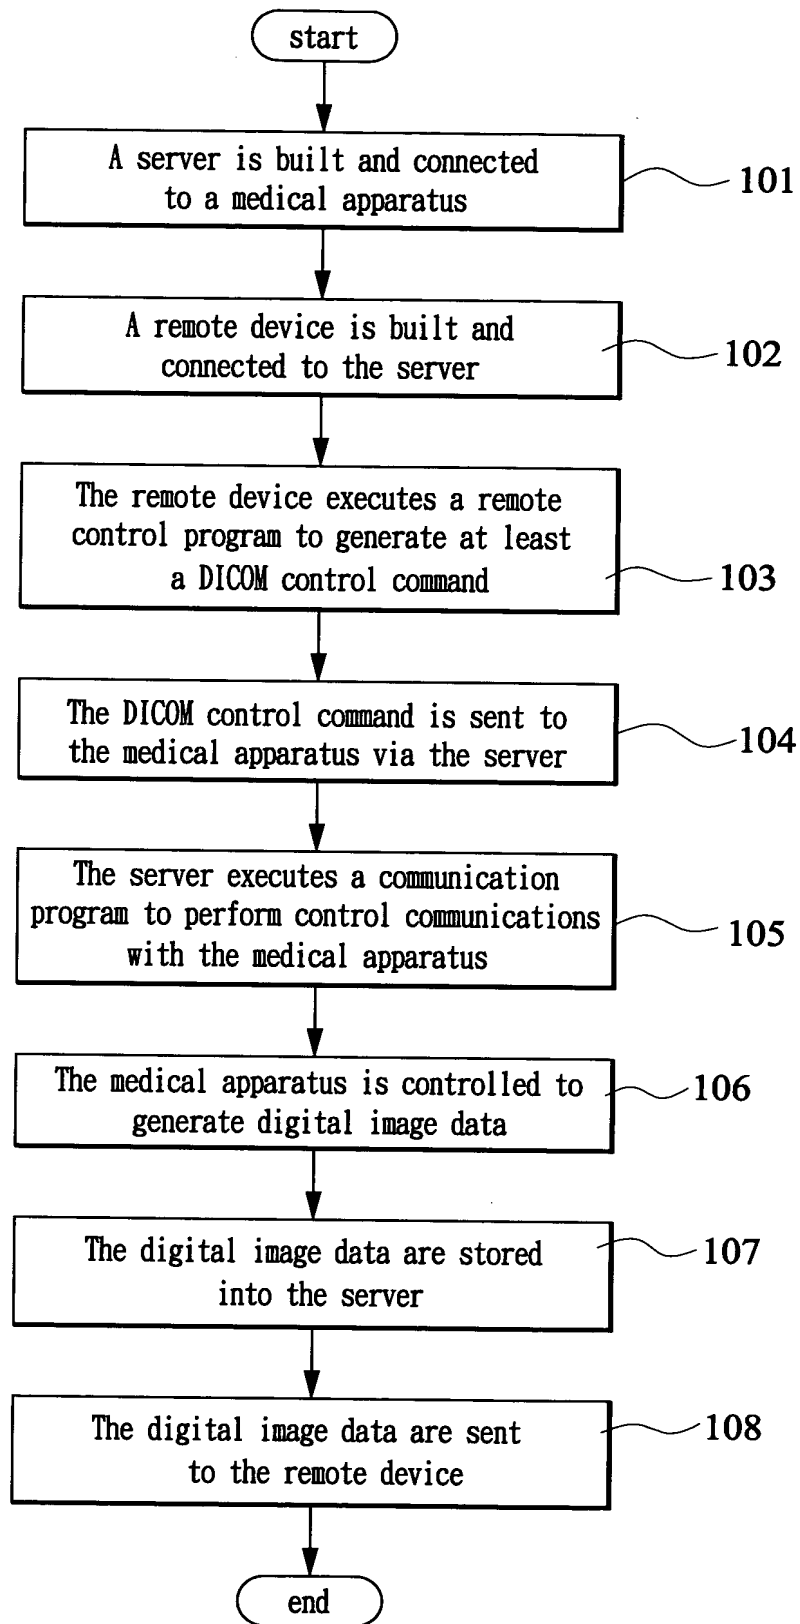 start
A server is built and connected
to a medical apparatus
101
A remote device is built and
connected to the server
102
The remote device executes a remote
control program to generate at least
a DICOM control command
103
The DICOM control command is sent to
the medical apparatus via the server
104
The server executes a communication
program to perform control communications
with the medical apparatus
105
The medical apparatus is controlled to
generate digital image data
106
The digital image data are stored
into the server
107
The digital image data are sent
to the remote device
108
end